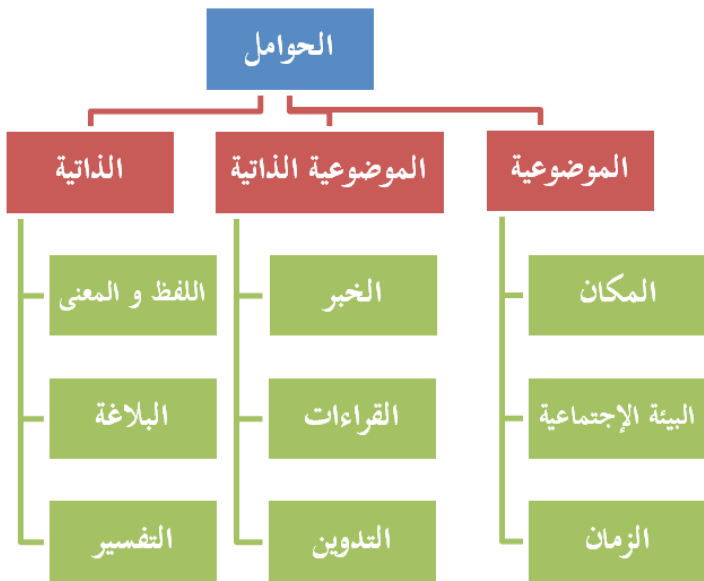 الحوامل
الموضوعية
الموضوعية الذاتية
الذاتية
المكان
الخبر
اللفظ و المعنى
البيئة الإجتماعية
القراءات
البلاغة
الزمان
التدوين
التفسير